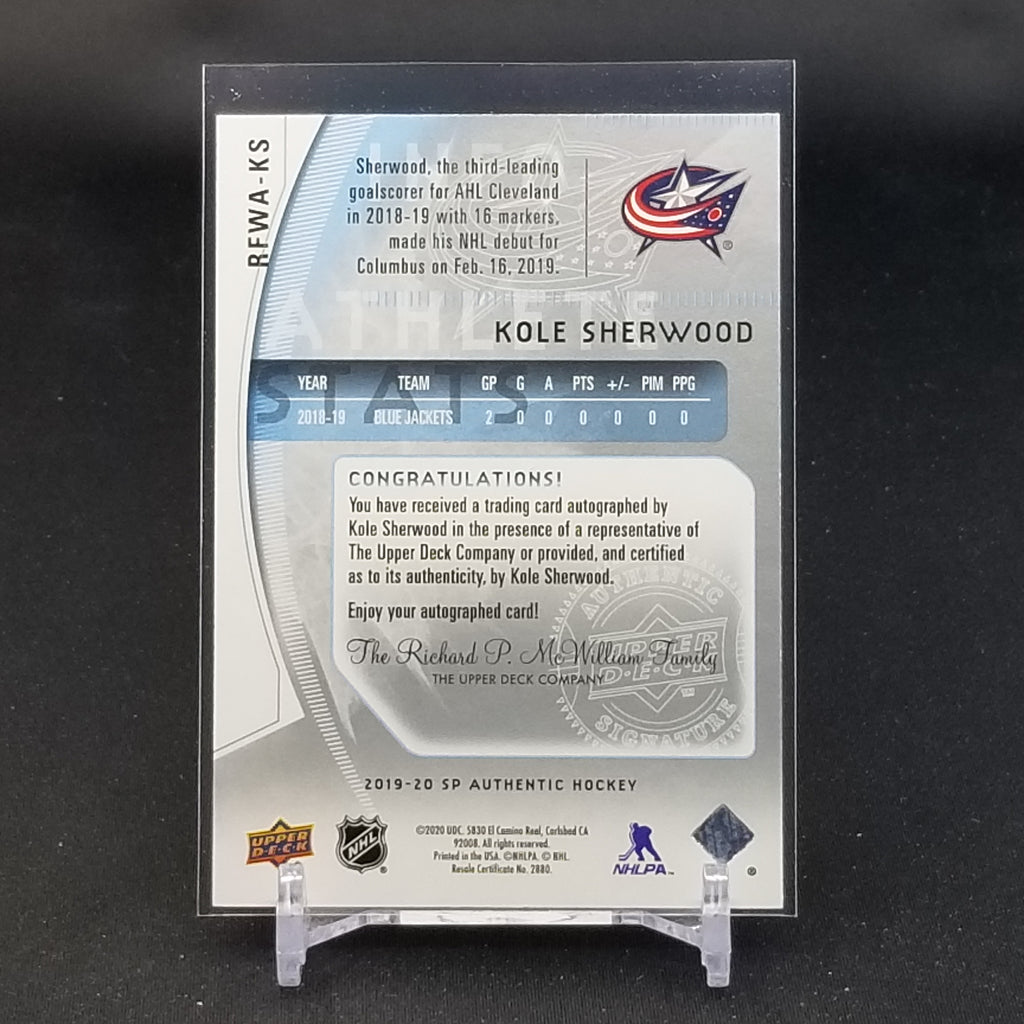 RFWA-KS
Sherwood, the third-leading
goalscorer for AHL Cleveland
in 2018-19 with 16 markers,
made his NHL debut for
Columbus on Feb. 16, 2019.
ATHLETE
STATS
KOLE SHERWOOD
YEAR TEAM GP G A PTS +/- PIM PPG
2018-19 BLUE JACKETS 2 0 0 0 0 0 0
CONGRATULATIONS!
You have received a trading card autographed by
Kole Sherwood in the presence of a representative of
The Upper Deck Company or provided, and certified
as to its authenticity, by Kole Sherwood.
Enjoy your autographed card!
The Richard P. McWilliam Family
THE UPPER DECK COMPANY
AUTHENTIC
UPPER
D·E·C·K
SIGNATURE
2019-20 SP AUTHENTIC HOCKEY
UPPER
D·E·C·K
NHL
©2020 UDC. 5830 El Camino Real, Carlsbad CA
92008. All rights reserved.
Printed in the USA. ©NHLPA. © NHL.
Resale Certificate No. 2880.
NHLPA™